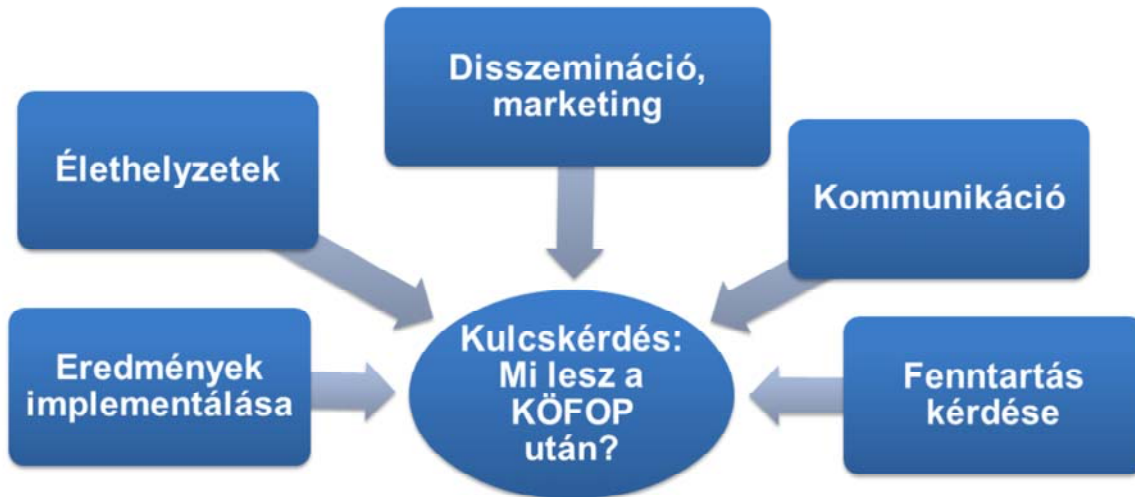 Disszemináció,
marketing
Élethelyzetek
Kommunikáció
Eredmények
implementálása
Kulcskérdés:
Mi lesz a
KÖFOP
után?
Fenntartás
kérdése